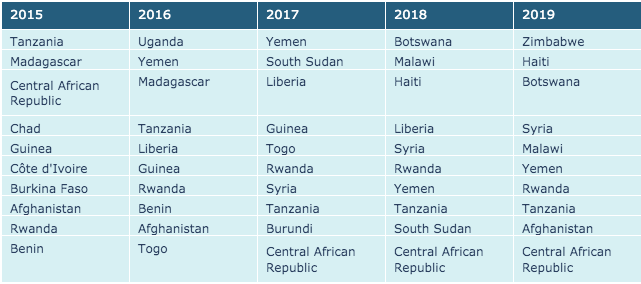 2015 2016 2017 2018 2019
Tanzania Uganda Yemen Botswana Zimbabwe
Madagascar Yemen South Sudan Malawi Haiti
Central African Republic Madagascar Liberia Haiti Botswana
Chad Tanzania Guinea Liberia Syria
Guinea Liberia Togo Syria Malawi
Côte d'Ivoire Guinea Rwanda Rwanda Yemen
Burkina Faso Rwanda Syria Yemen Rwanda
Afghanistan Benin Tanzania Tanzania Tanzania
Rwanda Afghanistan Burundi South Sudan Afghanistan
Benin Togo Central African Republic Central African Republic Central African Republic